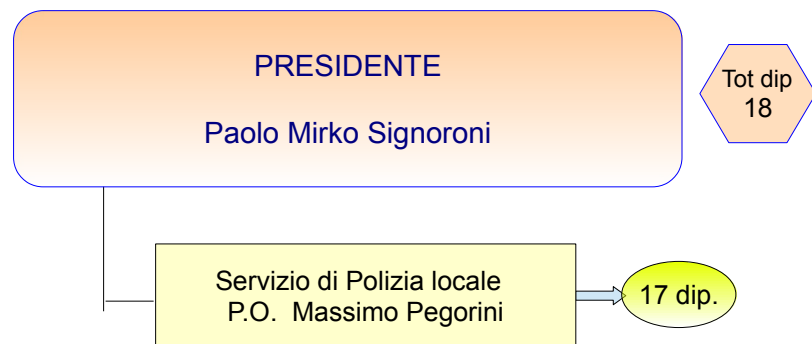 PRESIDENTE
Paolo Mirko Signoroni
Tot dip
18
Servizio di Polizia locale
P.O. Massimo Pegorini
17 dip.